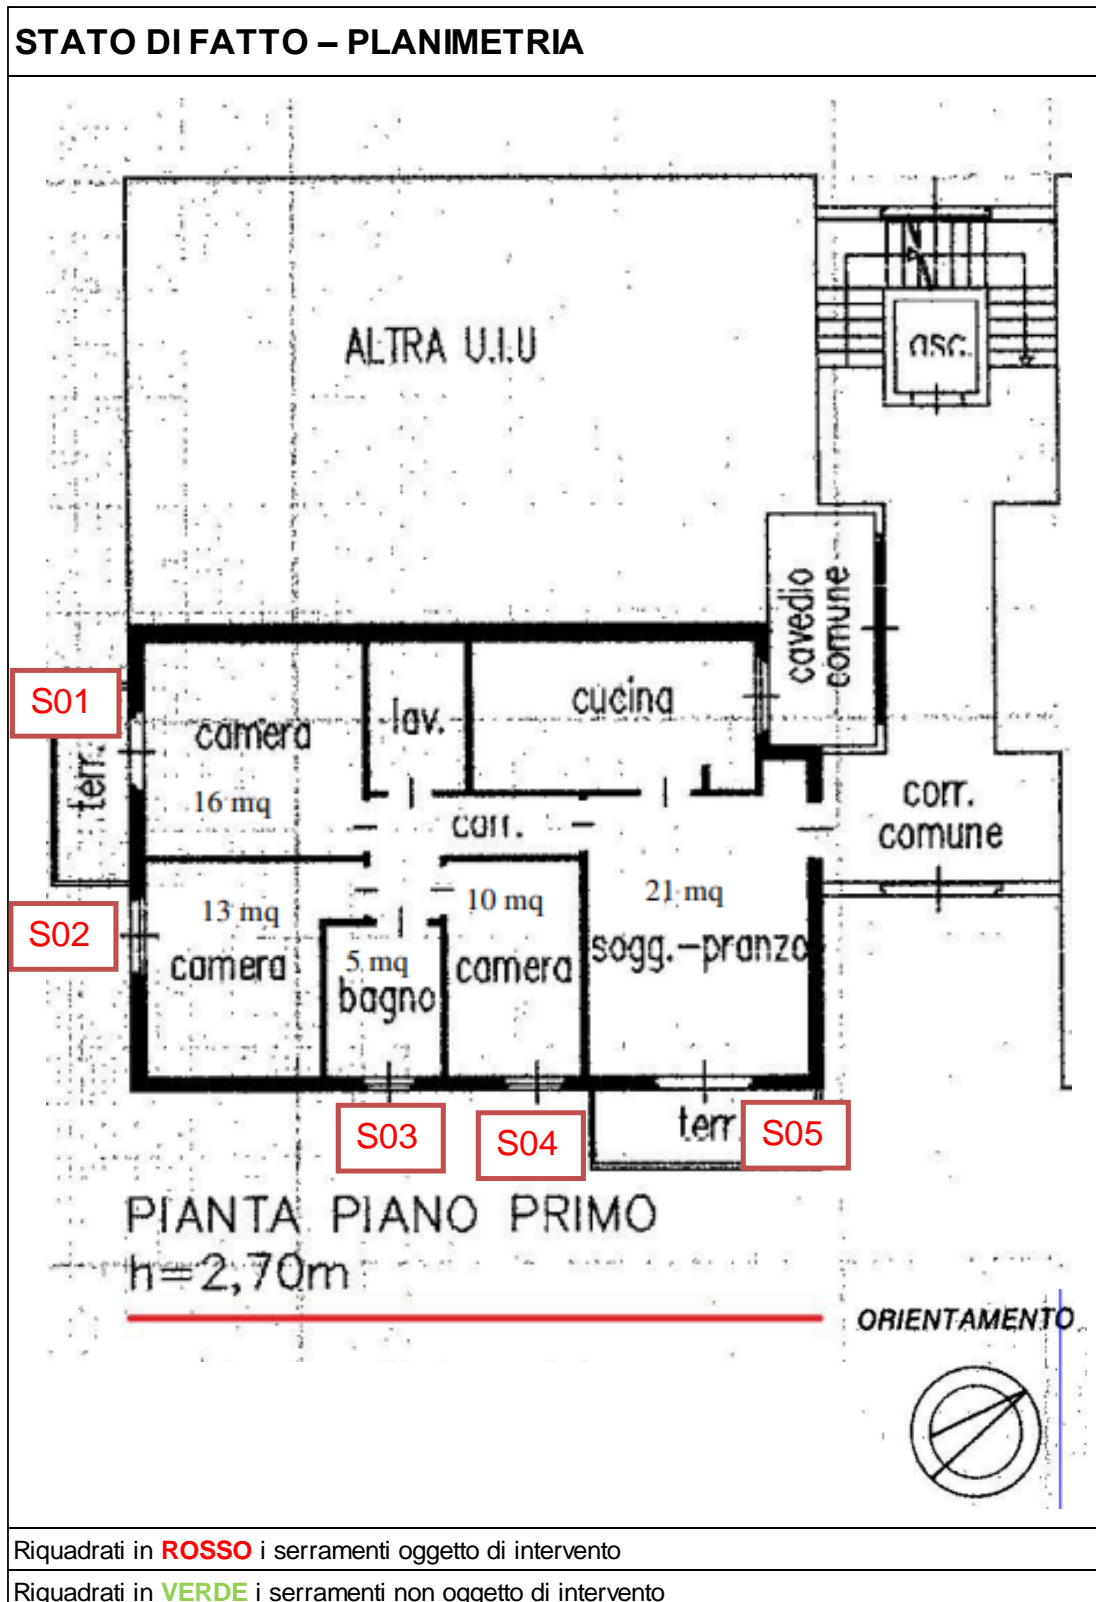 STATO DI FATTO – PLANIMETRIA
ALTRA U.I.U
asc.
cavedio
comune
S01
camera
16 mq
lav.
cucina
terr.
corr.
corr.
comune
S02
13 mq
camera
5 mq
bagno
10 mq
camera
21 mq
sogg.-pranzo
S03
S04
terr.
S05
PIANTA PIANO PRIMO
h=2,70m
ORIENTAMENTO
Riquadrati in ROSSO i serramenti oggetto di intervento
Riquadrati in VERDE i serramenti non oggetto di intervento